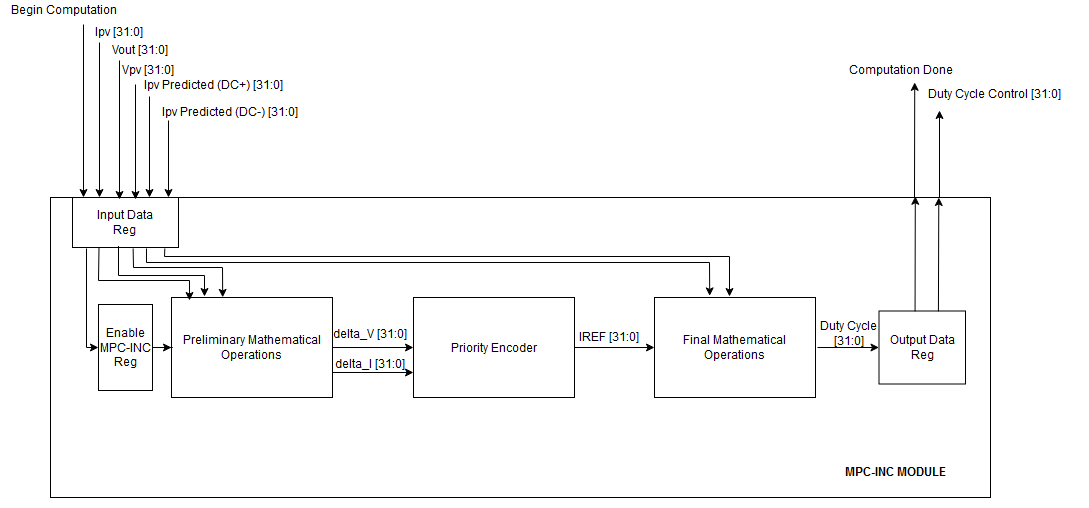 Begin Computation
Ipv [31:0]
Vout [31:0]
Vpv [31:0]
Ipv Predicted (DC+) [31:0]
Ipv Predicted (DC-) [31:0]
Computation Done
Duty Cycle Control [31:0]
Input Data
Reg
Enable
MPC-INC
Reg
Preliminary Mathematical
Operations
delta_V [31:0]
delta_I [31:0]
Priority Encoder
IREF [31:0]
Final Mathematical
Operations
Duty Cycle
[31:0]
Output Data
Reg
MPC-INC MODULE